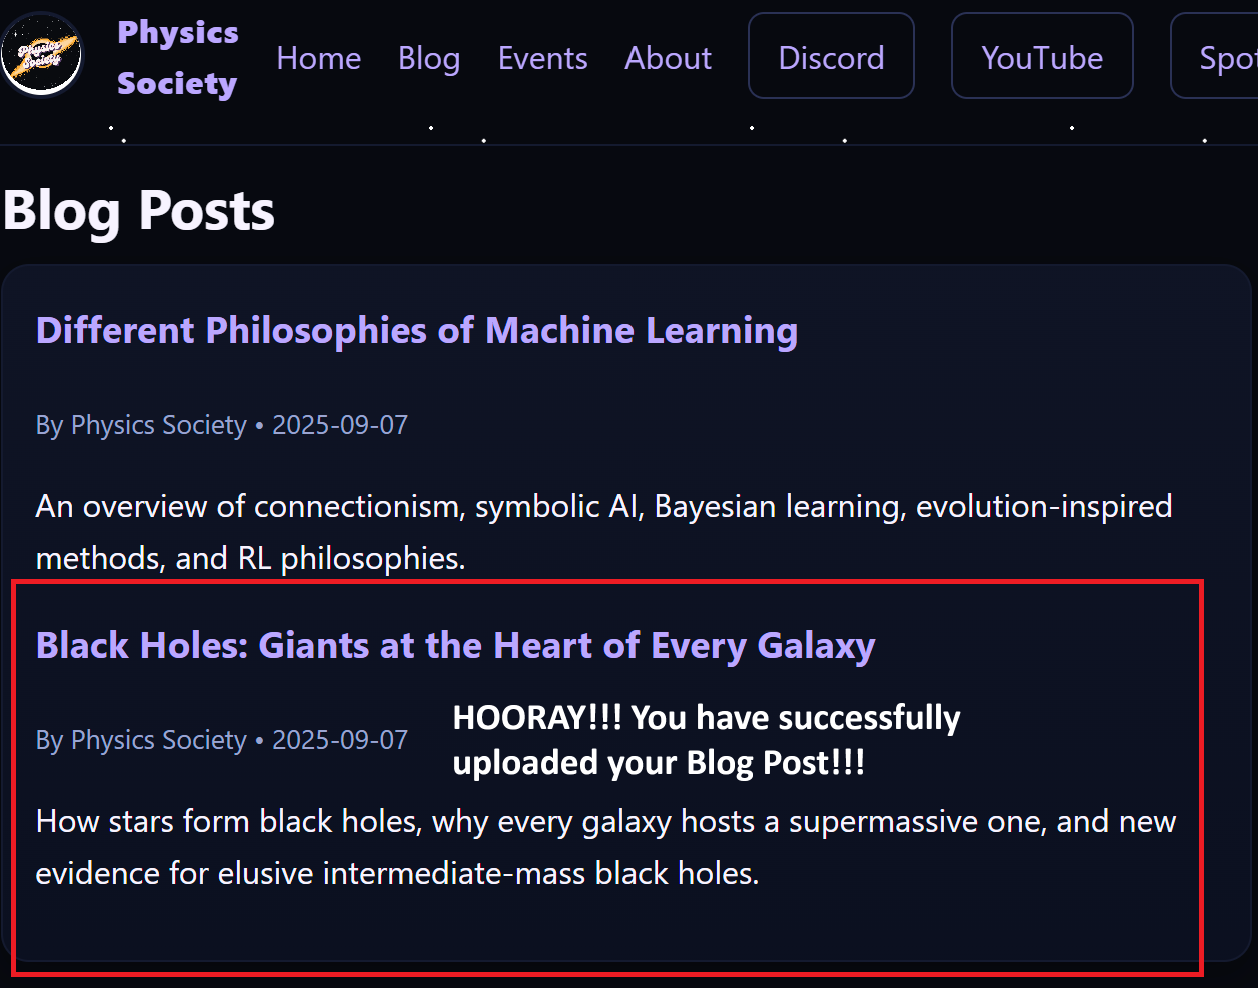 Physics
Society
Physics
Society
Home Blog Events About Discord YouTube Spot
Blog Posts
Different Philosophies of Machine Learning
By Physics Society • 2025-09-07
An overview of connectionism, symbolic AI, Bayesian learning, evolution-inspired
methods, and RL philosophies.
Black Holes: Giants at the Heart of Every Galaxy
By Physics Society • 2025-09-07
HOORAY!!! You have successfully
uploaded your Blog Post!!!
How stars form black holes, why every galaxy hosts a supermassive one, and new
evidence for elusive intermediate-mass black holes.